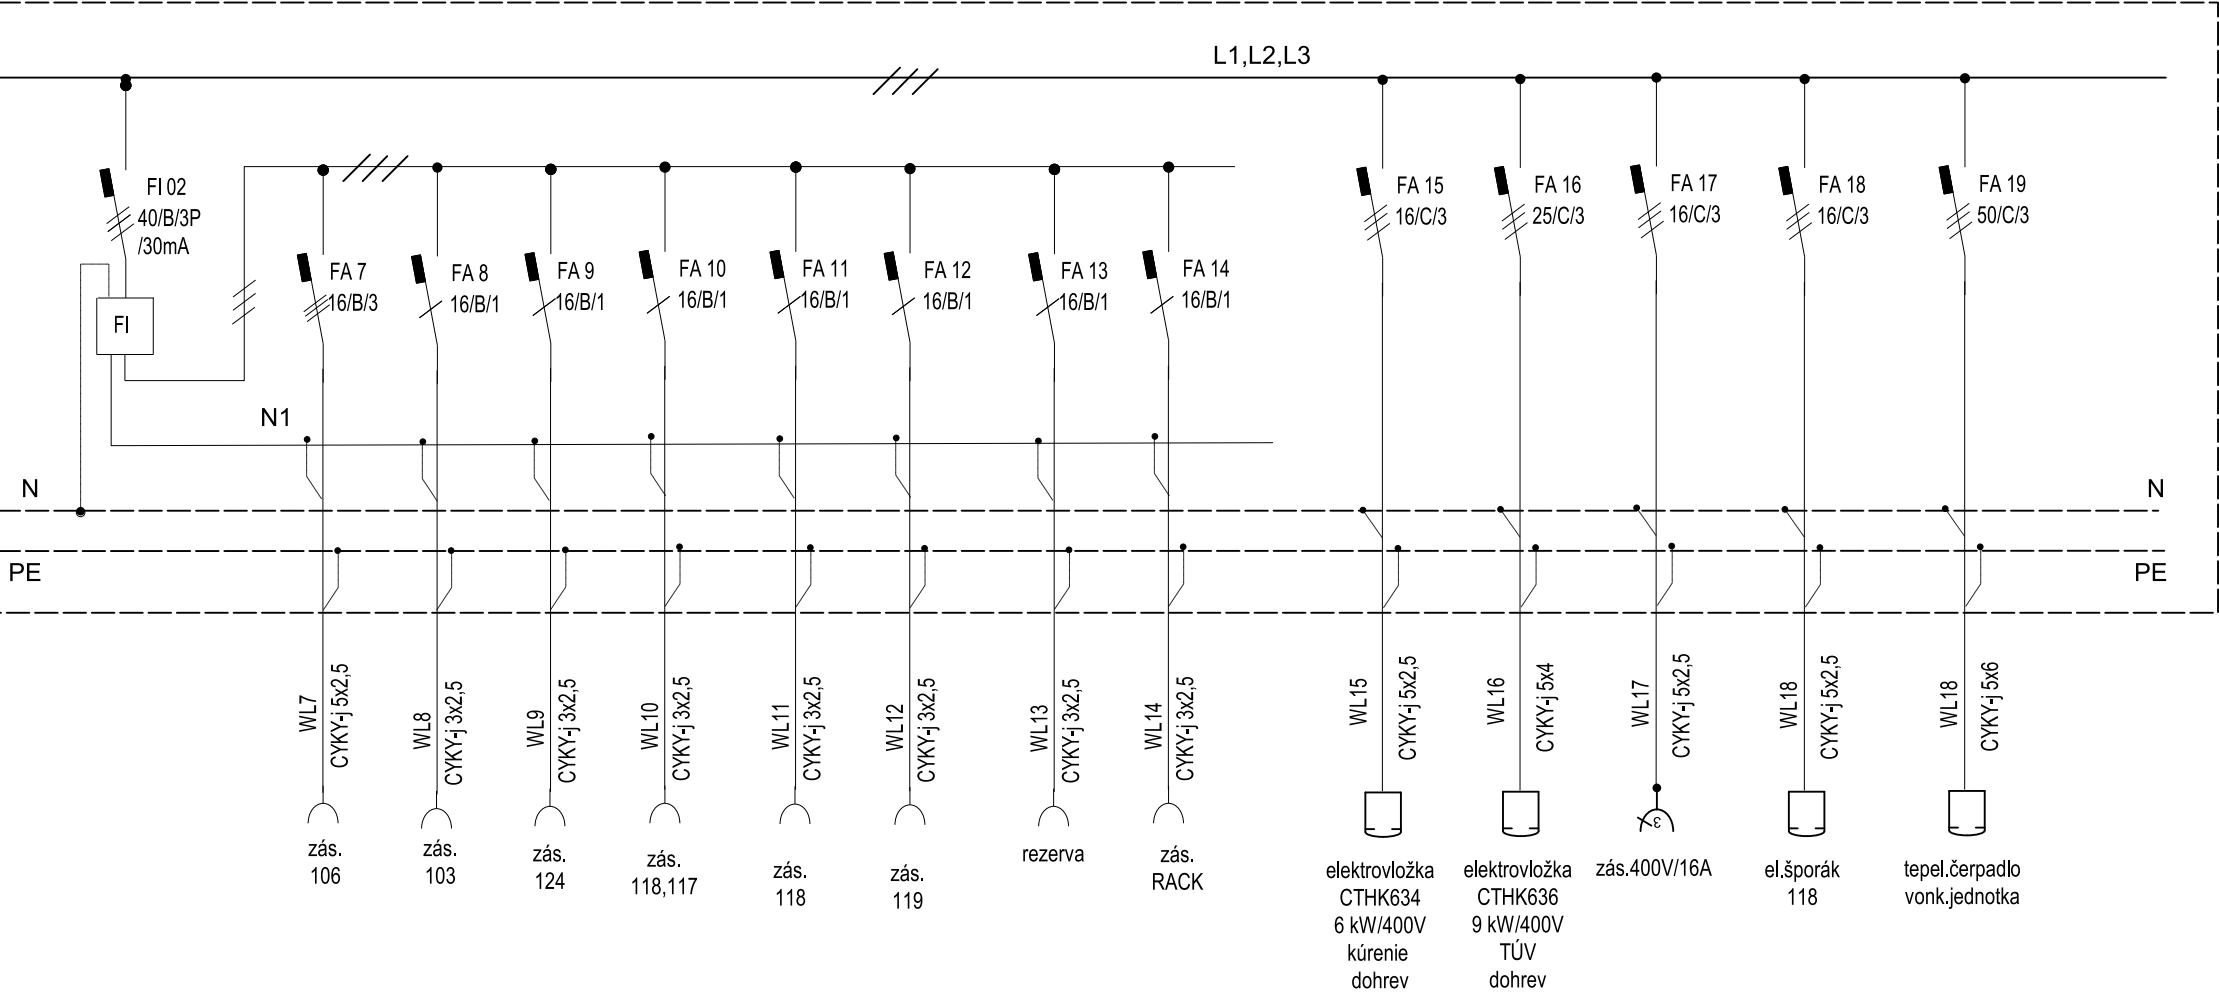 L1,L2,L3
FI 02
40/B/3P
/30mA
FI
FA 7
16/B/3
FA 8
16/B/1
FA 9
16/B/1
FA 10
16/B/1
FA 11
16/B/1
FA 12
16/B/1
FA 13
16/B/1
FA 14
16/B/1
FA 15
16/C/3
FA 16
25/C/3
FA 17
16/C/3
FA 18
16/C/3
FA 19
50/C/3
N1
N
N
PE
PE
WL7
CYKY-j 5x2,5
WL8
CYKY-j 3x2,5
WL9
CYKY-j 3x2,5
WL10
CYKY-j 3x2,5
WL11
CYKY-j 3x2,5
WL12
CYKY-j 3x2,5
WL13
CYKY-j 3x2,5
WL14
CYKY-j 3x2,5
WL15
CYKY-j 5x2,5
WL16
CYKY-j 5x4
WL17
CYKY-j 5x2,5
WL18
CYKY-j 5x2,5
WL18
CYKY-j 5x6
3
zás.
106
zás.
103
zás.
124
zás.
118,117
zás.
118
zás.
119
rezerva
zás.
RACK
elektrovložka
CTHK634
6 kW/400V
kúrenie
dohrev
elektrovložka
CTHK636
9 kW/400V
TÚV
dohrev
zás.400V/16A
el.šporák
118
tepel.čerpadlo
vonk.jednotka